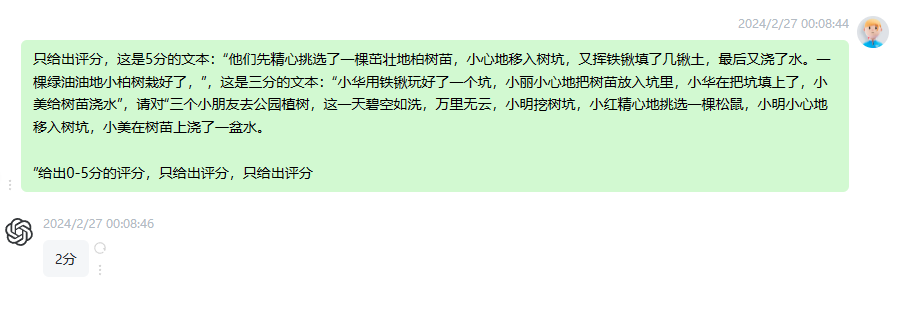 2024/2/27 00:08:44
只给出评分，这是5分的文本：“他们先精心挑选了一棵茁壮地柏树苗，小心地移入树坑，又挥铁锹填了几锹土，最后又浇了水。一
棵绿油油地小柏树栽好了，”，这是三分的文本：“小华用铁锹玩好了一个坑，小丽小心地把树苗放入坑里，小华在把坑填上了，小
美给树苗浇水”，请对“三个小朋友去公园植树，这一天碧空如洗，万里无云，小明挖树坑，小红精心地挑选一棵松鼠，小明小心地
移入树坑，小美在树苗上浇了一盆水。
”给出0-5分的评分，只给出评分，只给出评分
2024/2/27 00:08:46
2分